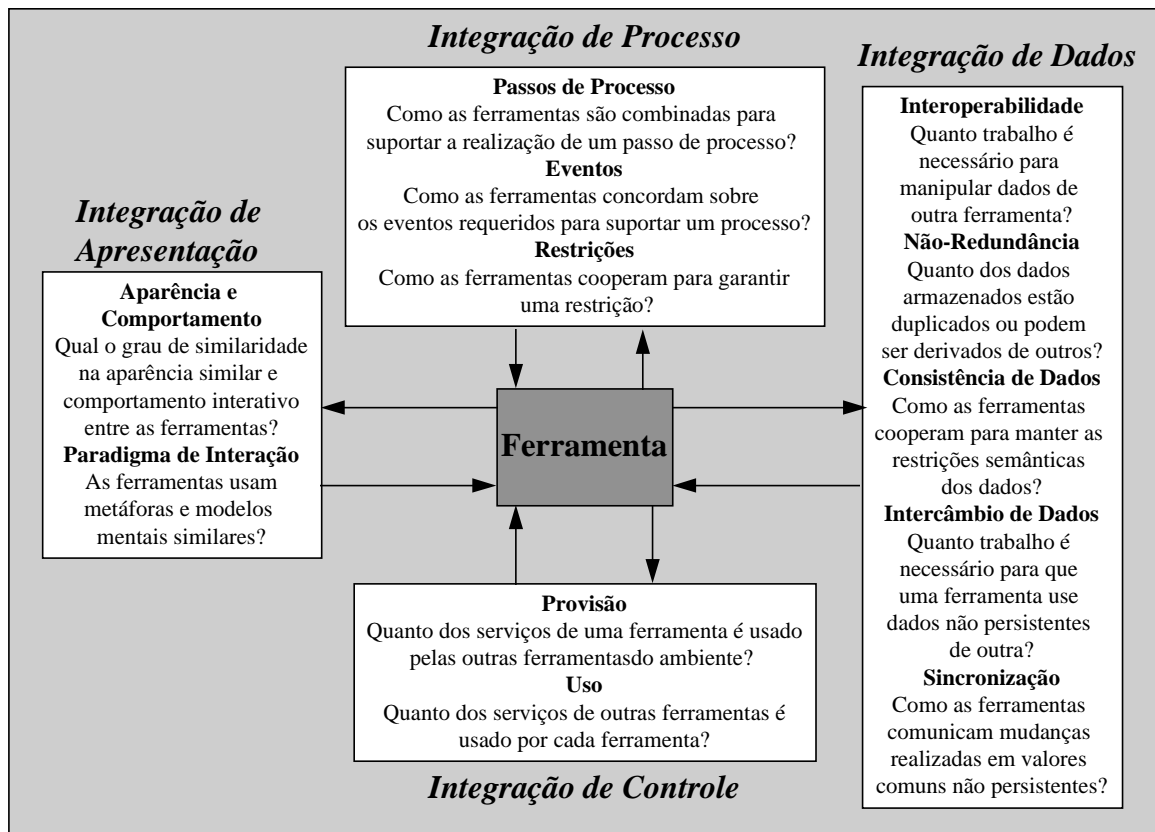 Integração de Processo
Passos de Processo
Como as ferramentas são combinadas para
suportar a realização de um passo de processo?
Eventos
Como as ferramentas concordam sobre
os eventos requeridos para suportar um processo?
Restrições
Como as ferramentas cooperam para garantir
uma restrição?
Integração de Dados
Interoperabilidade
Quanto trabalho é
necessário para
manipular dados de
outra ferramenta?
Não-Redundância
Quanto dos dados
armazenados estão
duplicados ou podem
ser derivados de outros?
Consistência de Dados
Como as ferramentas
cooperam para manter as
restrições semânticas
dos dados?
Intercâmbio de Dados
Quanto trabalho é
necessário para que
uma ferramenta use
dados não persistentes
de outra?
Sincronização
Como as ferramentas
comunicam mudanças
realizadas em valores
comuns não persistentes?
Integração de
Apresentação
Aparência e
Comportamento
Qual o grau de similaridade
na aparência similar e
comportamento interativo
entre as ferramentas?
Paradigma de Interação
As ferramentas usam
metáforas e modelos
mentais similares?
Ferramenta
Provisão
Quanto dos serviços de uma ferramenta é usado
pelas outras ferramentasdo ambiente?
Uso
Quanto dos serviços de outras ferramentas é
usado por cada ferramenta?
Integração de Controle